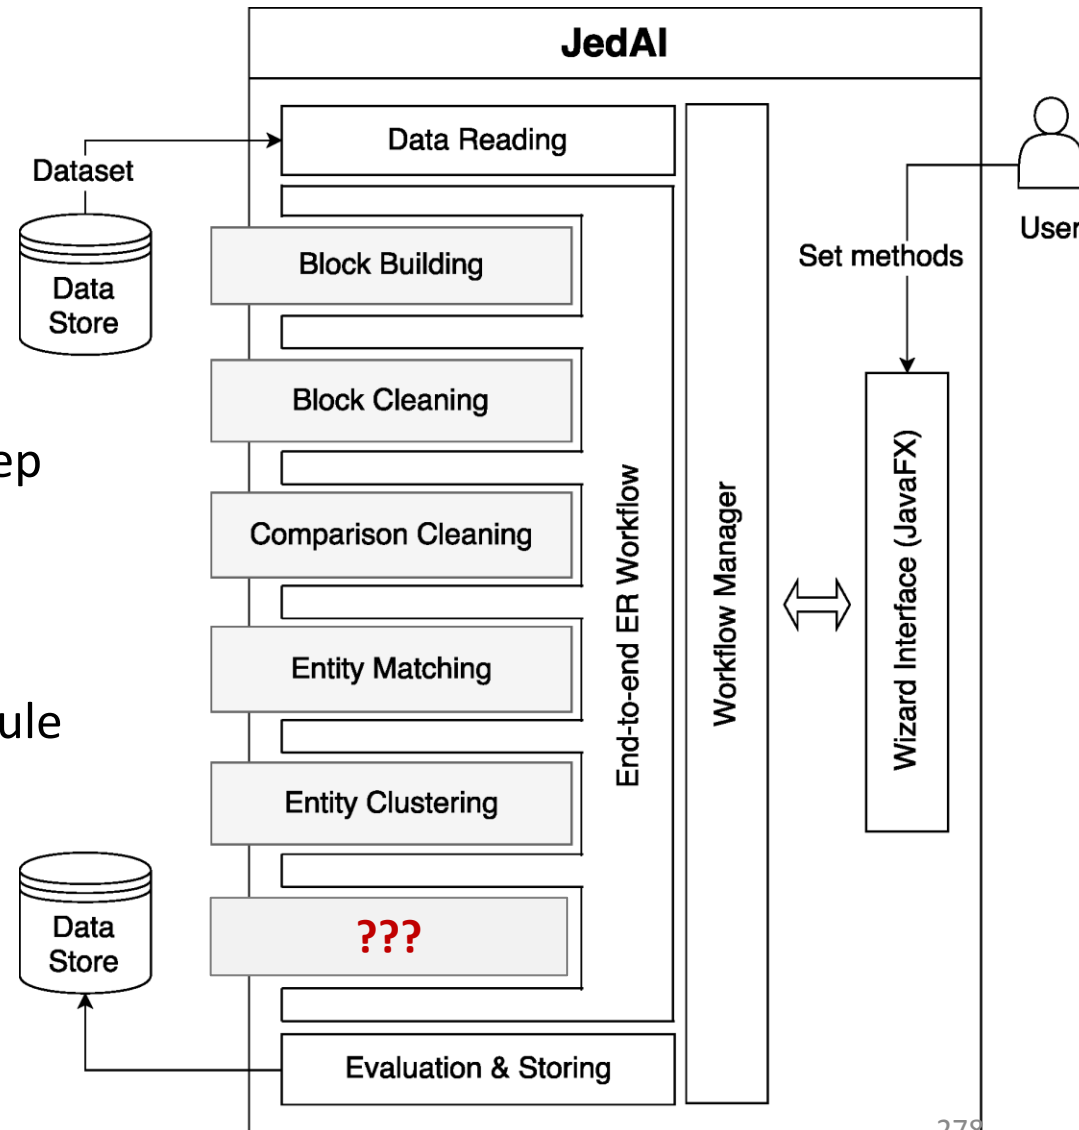 JedAI
Data Reading
Dataset
User
Block Building
Set methods
Data
Store
Block Cleaning
ep
Comparison Cleaning
End-to-end ER Workflow
Workflow Manager
Wizard Interface (JavaFX)
Entity Matching
ule
Entity Clustering
Data
Store
???
Evaluation & Storing